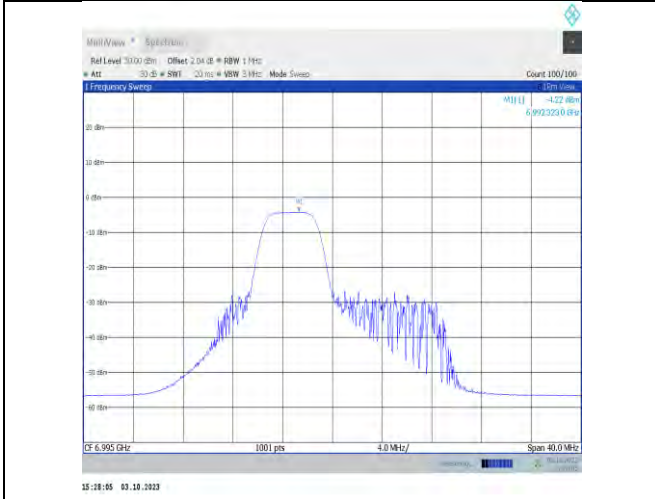 MultiView Spectrum
Ref Level 30.00 dBm Offset 2.04 dB RBW 1 MHz
Att 30 dB SWT 20 ms VBW 3 MHz Mode Sweep Count 100/100
1 Frequency Sweep
M1[1] -4.22 dBm
20 dBm
10 dBm
0 dBm
M1
-10 dBm
-20 dBm
-30 dBm
-40 dBm
-50 dBm
-60 dBm
CF 6.995 GHz 1001 pts 4.0 MHz/ Span 40.0 MHz
15:28:05 03.10.2023